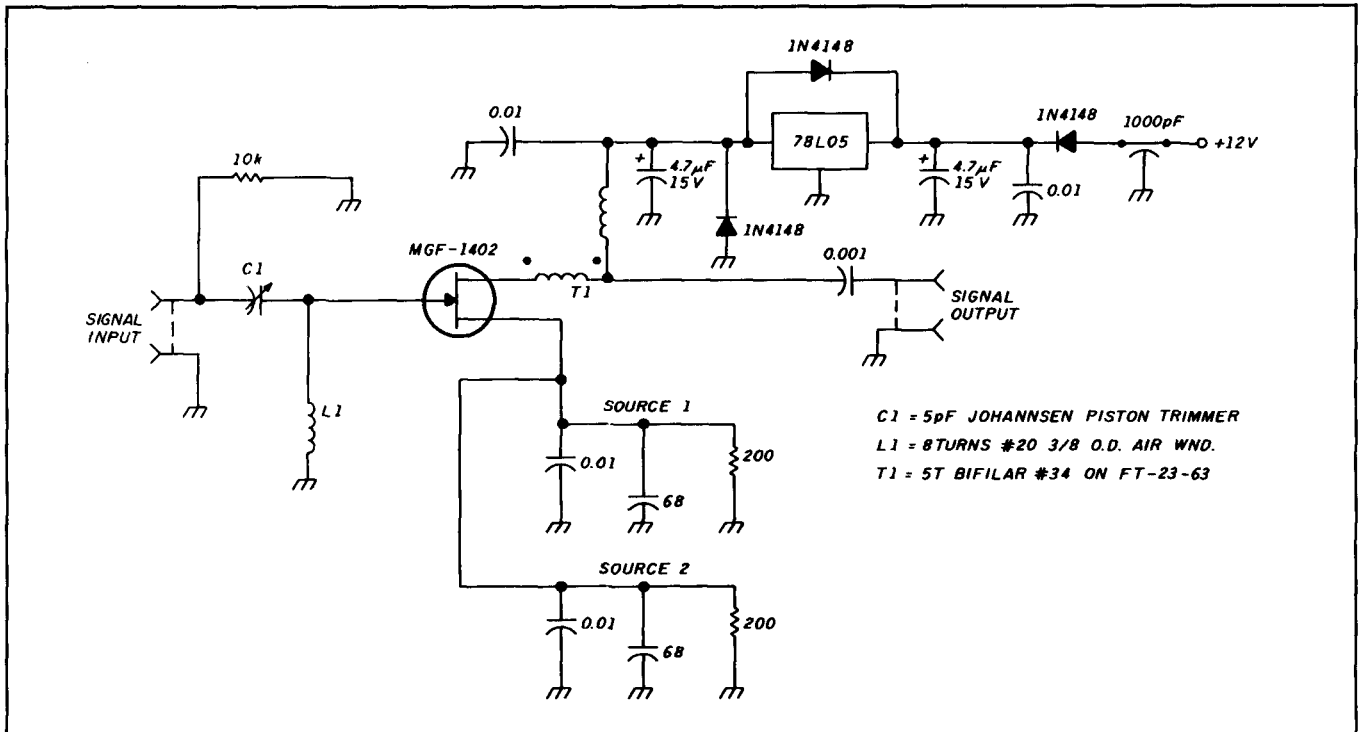 1N4148
0.01
1N4148
1000pF
78L05
+12V
10k
+
4.7µF
15V
+
4.7µF
15V
0.01
1N4148
MGF-1402
0.001
C1
T1
SIGNAL
INPUT
SIGNAL
OUTPUT
L1
SOURCE 1
0.01
68
200
C1 = 5pF JOHANNSEN PISTON TRIMMER
L1 = 8TURNS #20 3/8 O.D. AIR WND.
T1 = 5T BIFILAR #34 ON FT-23-63
SOURCE 2
0.01
68
200